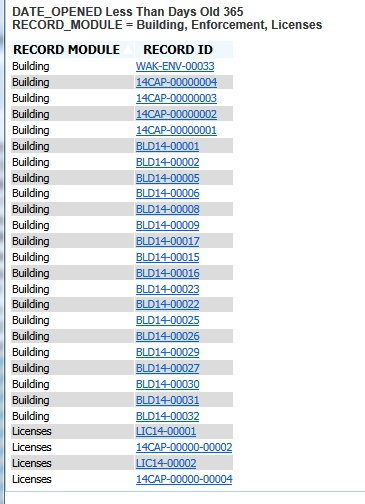 DATE_OPENED Less Than Days Old 365
RECORD_MODULE = Building, Enforcement, Licenses
RECORD MODULE RECORD ID
Building WAK-ENV-00033
Building 14CAP-00000004
Building 14CAP-00000003
Building 14CAP-00000002
Building 14CAP-00000001
Building BLD14-00001
Building BLD14-00002
Building BLD14-00005
Building BLD14-00006
Building BLD14-00008
Building BLD14-00009
Building BLD14-00017
Building BLD14-00015
Building BLD14-00016
Building BLD14-00023
Building BLD14-00022
Building BLD14-00025
Building BLD14-00026
Building BLD14-00029
Building BLD14-00027
Building BLD14-00030
Building BLD14-00031
Building BLD14-00032
Licenses LIC14-00001
Licenses 14CAP-00000-00002
Licenses LIC14-00002
Licenses 14CAP-00000-00004